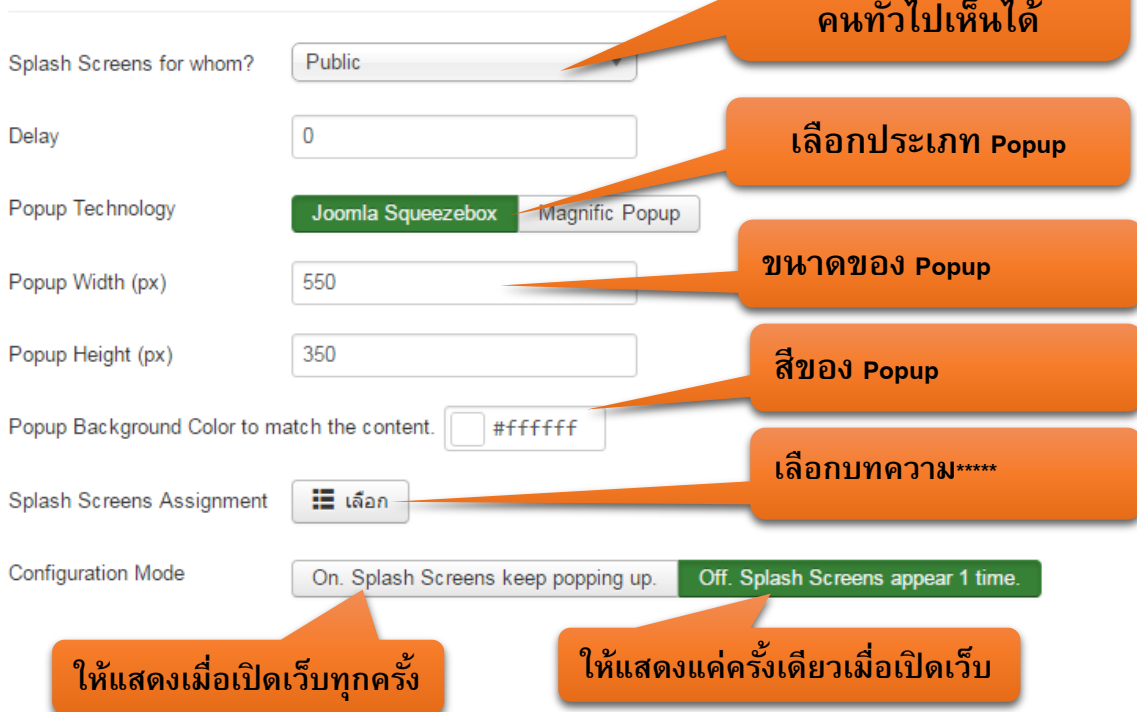 คนทั่วไปเห็นได้
Splash Screens for whom? Public
Delay 0
เลือกประเภท Popup
Popup Technology Joomla Squeezebox Magnific Popup
ขนาดของ Popup
Popup Width (px) 550
Popup Height (px) 350
สีของ Popup
Popup Background Color to match the content. #ffffff
เลือกบทความ*****
Splash Screens Assignment เลือก
Configuration Mode On. Splash Screens keep popping up. Off. Splash Screens appear 1 time.
ให้แสดงเมื่อเปิดเว็บทุกครั้ง
ให้แสดงแค่ครั้งเดียวเมื่อเปิดเว็บ